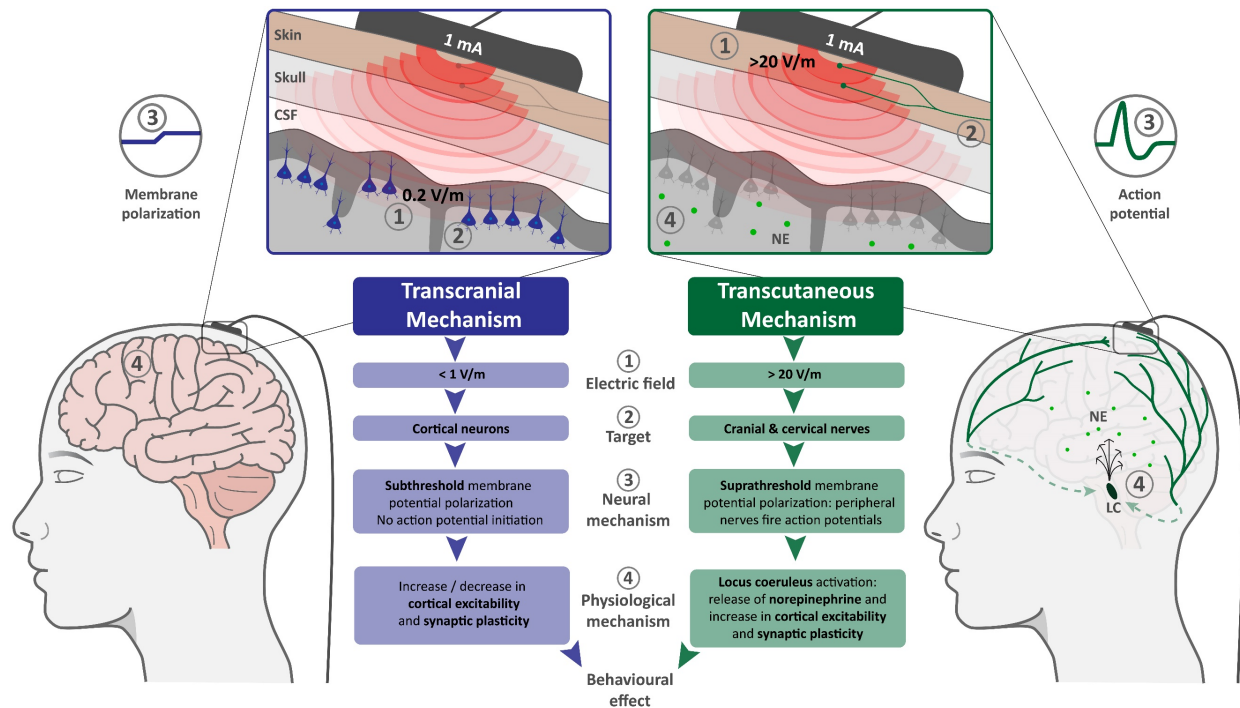 Skin
1 mA
Skull
CSF
0.2 V/m
1
2
1 mA
1
>20 V/m
2
4
NE
3
Membrane
polarization
3
Action
potential
Transcranial
Mechanism
Transcutaneous
Mechanism
< 1 V/m
1
Electric field
> 20 V/m
Cortical neurons
2
Target
Cranial & cervical nerves
Subthreshold membrane
potential polarization
No action potential initiation
3
Neural
mechanism
Suprathreshold membrane
potential polarization: peripheral
nerves fire action potentials
Increase / decrease in
cortical excitability
and synaptic plasticity
4
Physiological
mechanism
Locus coeruleus activation:
release of norepinephrine and
increase in cortical excitability
and synaptic plasticity
Behavioural
effect
4
NE
4
LC